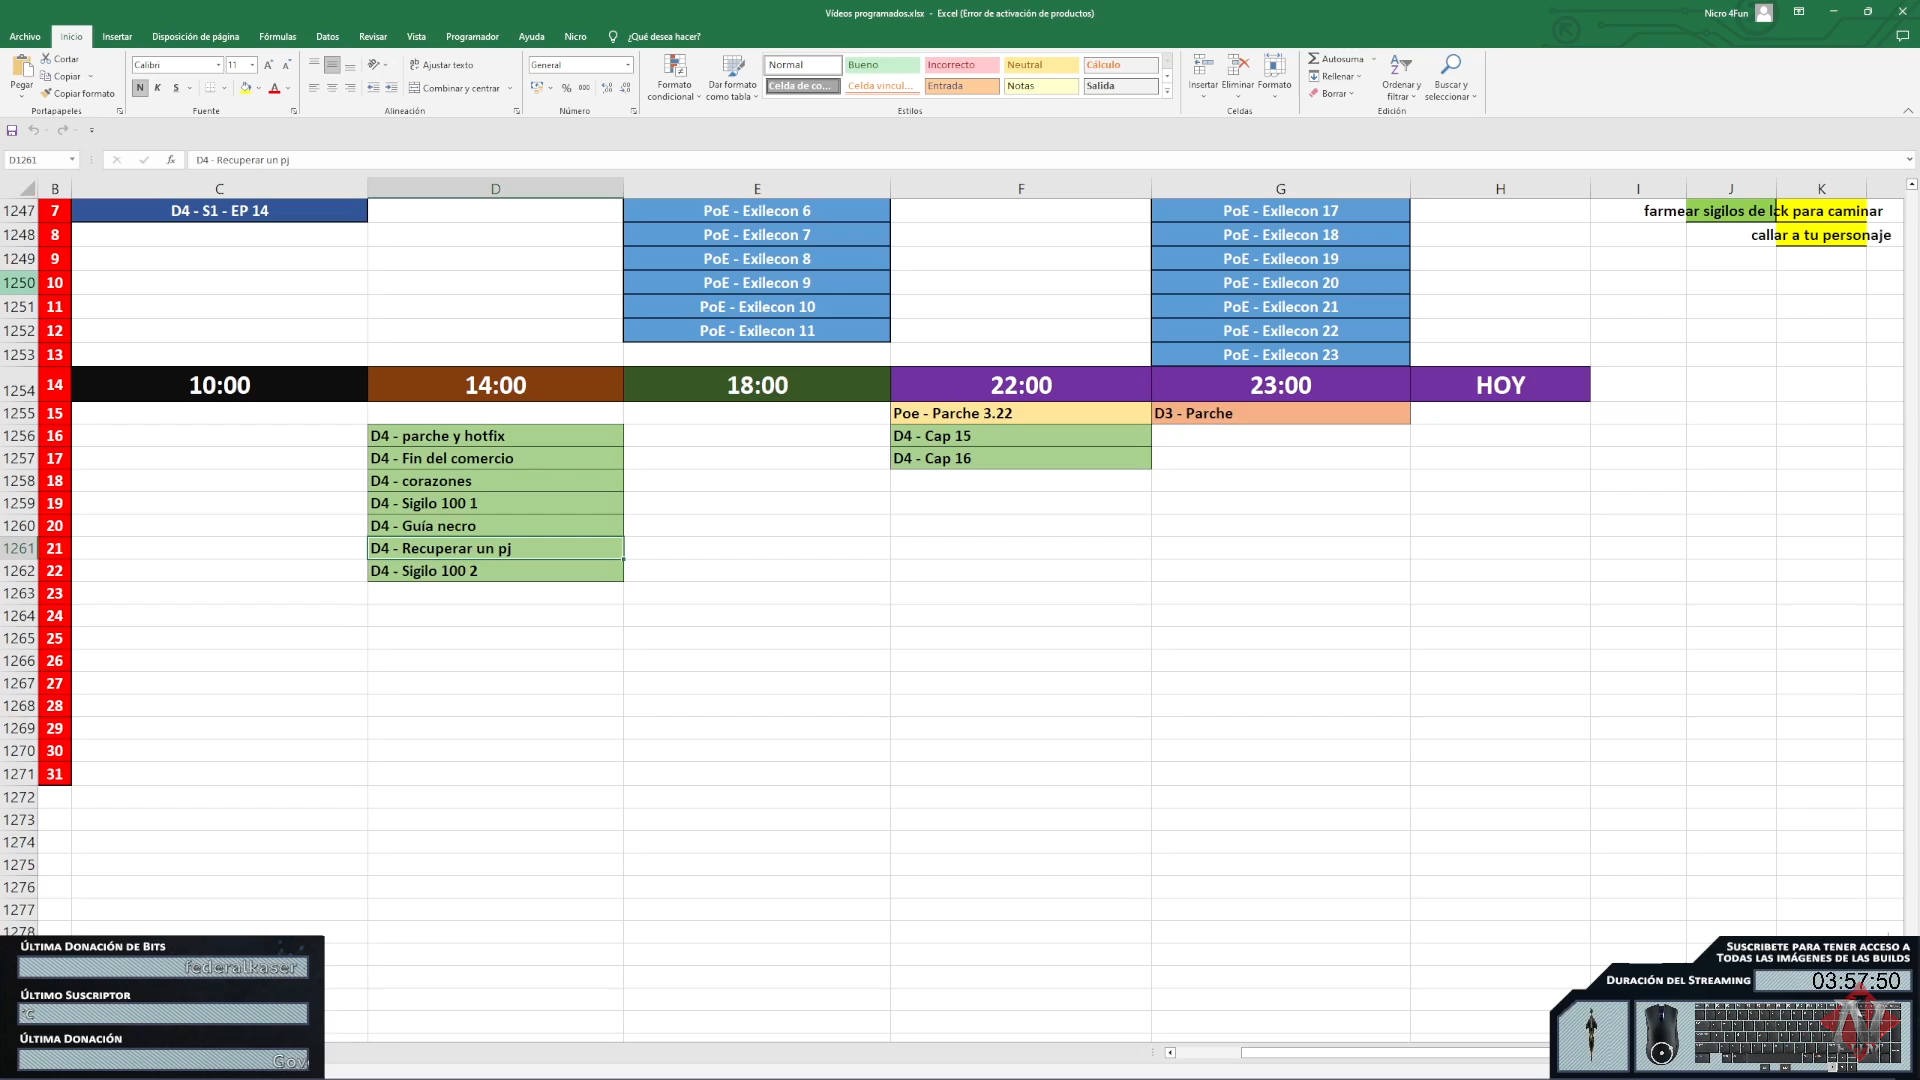 Vídeos programados.xlsx - Excel (Error de activación de productos)
Nicro 4Fun
Archivo Inicio Insertar Disposición de página Fórmulas Datos Revisar Vista Programador Ayuda Nicro ¿Qué desea hacer?
Pegar
Cortar
Copiar
Copiar formato
Portapapeles
Calibri 11
N K S
Fuente
Ajustar texto
Combinar y centrar
Alineación
General
% 000
Número
Formato condicional
Dar formato como tabla
Normal Bueno Incorrecto Neutral Cálculo
Celda de co... Celda vincul... Entrada Notas Salida
Estilos
Insertar Eliminar Formato
Celdas
Autosuma
Rellenar
Borrar
Ordenar y filtrar
Buscar y seleccionar
Edición
D1261 fx D4 - Recuperar un pj
B C D E F G H I J K
1247 7 D4 - S1 - EP 14 PoE - Exilecon 6 PoE - Exilecon 17 farmear sigilos de lck para caminar
1248 8 PoE - Exilecon 7 PoE - Exilecon 18 callar a tu personaje
1249 9 PoE - Exilecon 8 PoE - Exilecon 19
1250 10 PoE - Exilecon 9 PoE - Exilecon 20
1251 11 PoE - Exilecon 10 PoE - Exilecon 21
1252 12 PoE - Exilecon 11 PoE - Exilecon 22
1253 13 PoE - Exilecon 23
1254 14 10:00 14:00 18:00 22:00 23:00 HOY
1255 15 Poe - Parche 3.22 D3 - Parche
1256 16 D4 - parche y hotfix D4 - Cap 15
1257 17 D4 - Fin del comercio D4 - Cap 16
1258 18 D4 - corazones
1259 19 D4 - Sigilo 100 1
1260 20 D4 - Guía necro
1261 21 D4 - Recuperar un pj
1262 22 D4 - Sigilo 100 2
1263 23
1264 24
1265 25
1266 26
1267 27
1268 28
1269 29
1270 30
1271 31
1272
1273
1274
1275
1276
1277
1278
Última Donación de Bits
federalkaser
Último Suscriptor
Última Donación
Gov
Suscribete para tener acceso a
Todas las imágenes de las builds
Duración del Streaming 03:57:50